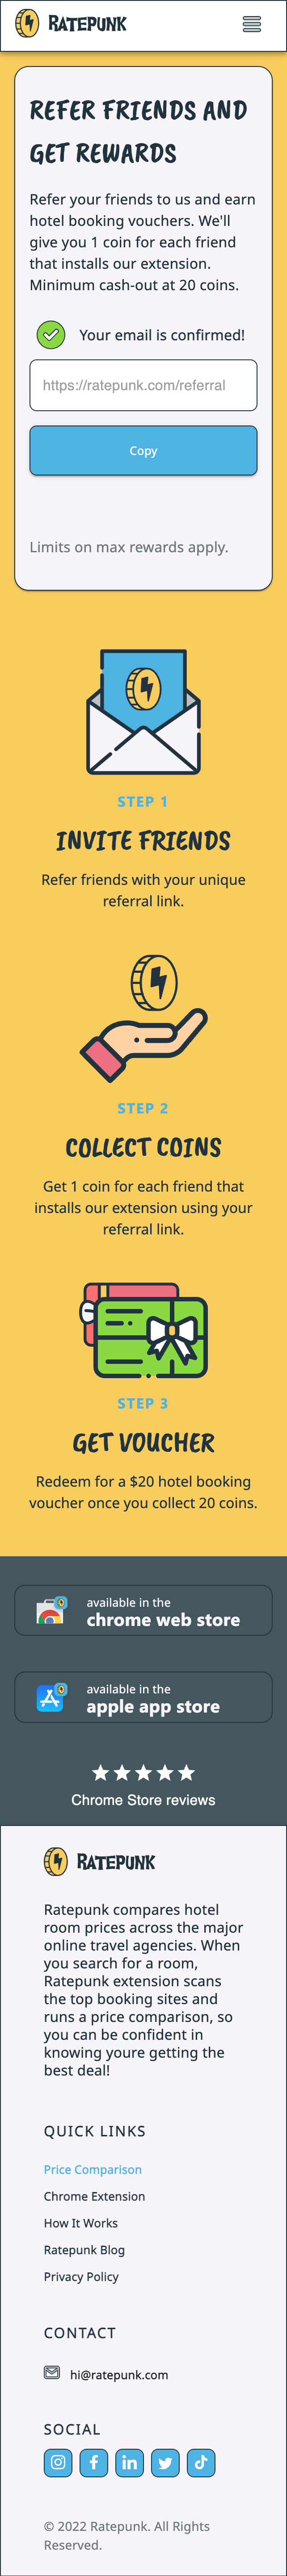 RATEPUNK
REFER FRIENDS AND
GET REWARDS
Refer your friends to us and earn
hotel booking vouchers. We'll
give you 1 coin for each friend
that installs our extension.
Minimum cash-out at 20 coins.
Your email is confirmed!
https://ratepunk.com/referral
Copy
Limits on max rewards apply.
STEP 1
INVITE FRIENDS
Refer friends with your unique
referral link.
STEP 2
COLLECT COINS
Get 1 coin for each friend that
installs our extension using your
referral link.
STEP 3
GET VOUCHER
Redeem for a $20 hotel booking
voucher once you collect 20 coins.
available in the
chrome web store
available in the
apple app store
Chrome Store reviews
RATEPUNK
Ratepunk compares hotel
room prices across the major
online travel agencies. When
you search for a room,
Ratepunk extension scans
the top booking sites and
runs a price comparison, so
you can be confident in
knowing youre getting the
best deal!
QUICK LINKS
Price Comparison
Chrome Extension
How It Works
Ratepunk Blog
Privacy Policy
CONTACT
hi@ratepunk.com
SOCIAL
© 2022 Ratepunk. All Rights
Reserved.